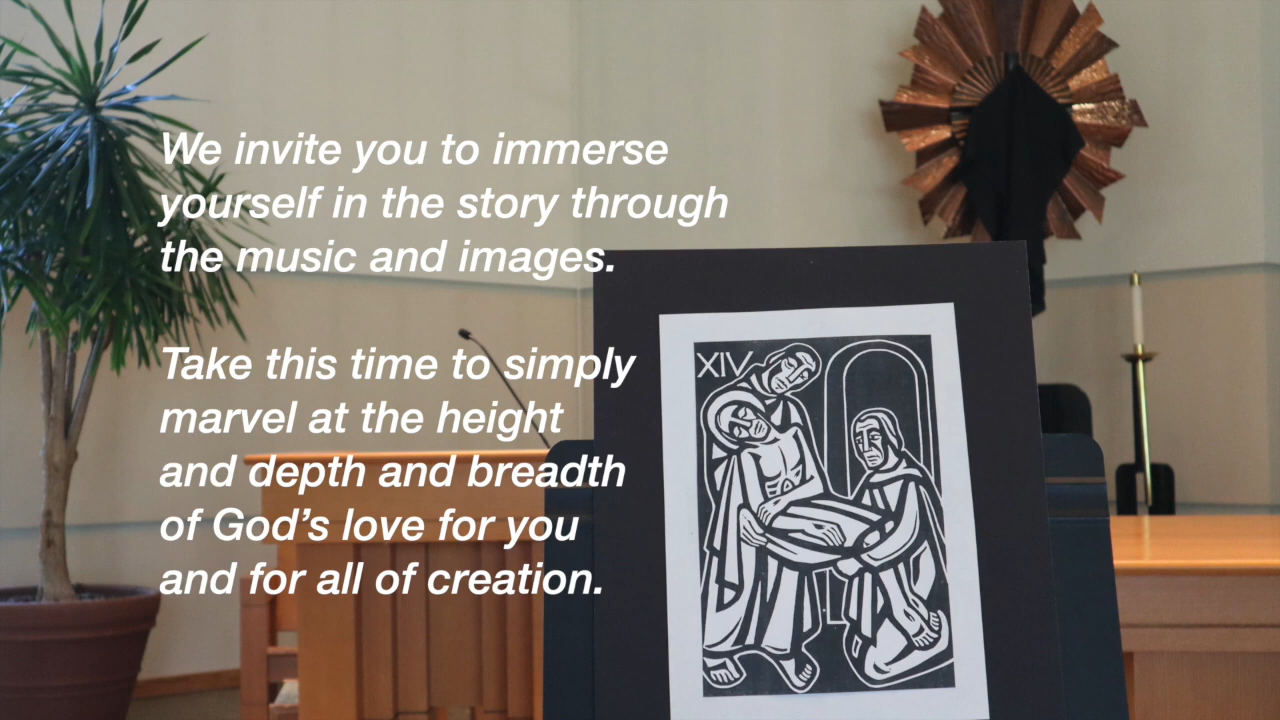 We invite you to immerse
yourself in the story through
the music and images.
Take this time to simply
marvel at the height
and depth and breadth
of God’s love for you
and for all of creation.
XIV